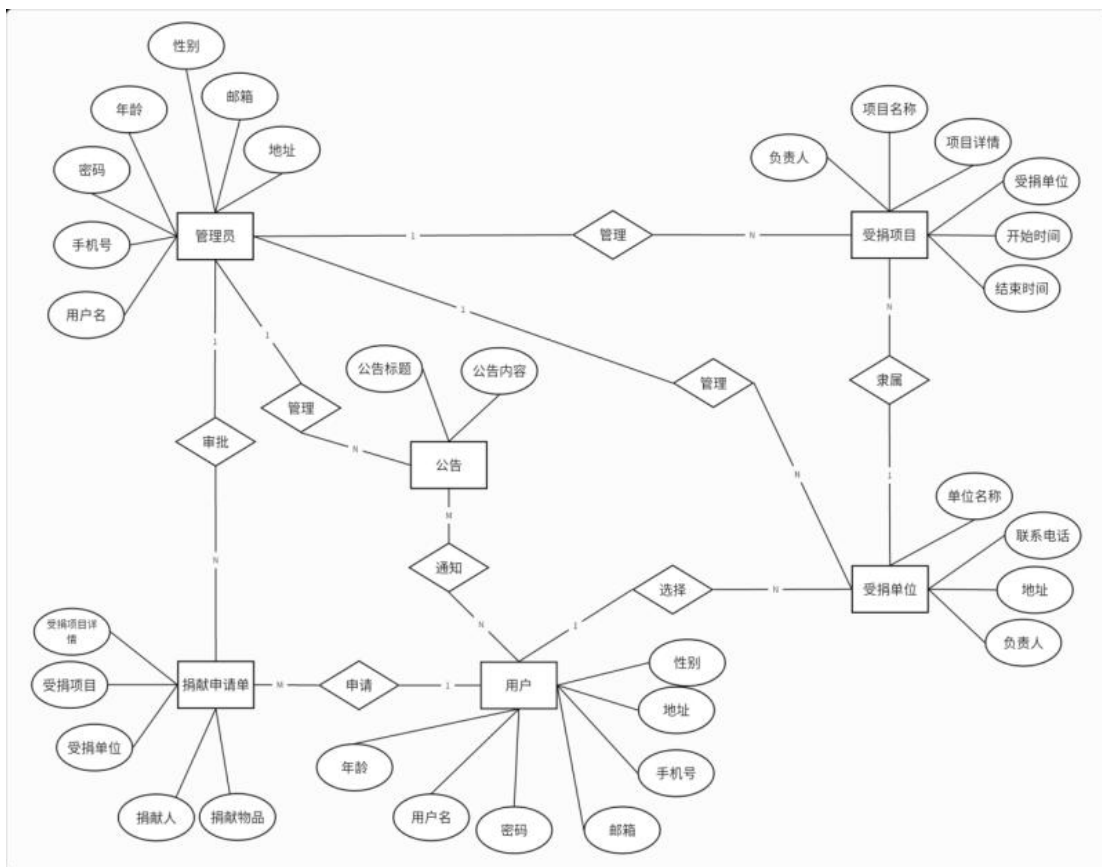 性别
邮箱
年龄
地址
密码
手机号
用户名
管理员
1
管理
N
项目名称
项目详情
负责人
受捐单位
开始时间
结束时间
受捐项目
N
隶属
1
1
管理
N
1
管理
N
1
审批
N
公告标题
公告内容
公告
M
通知
N
选择
1
N
单位名称
联系电话
地址
负责人
受捐单位
受捐项目详
情
受捐项目
受捐单位
捐献人
捐献物品
捐献申请单
M
申请
1
用户
性别
地址
手机号
邮箱
密码
用户名
年龄